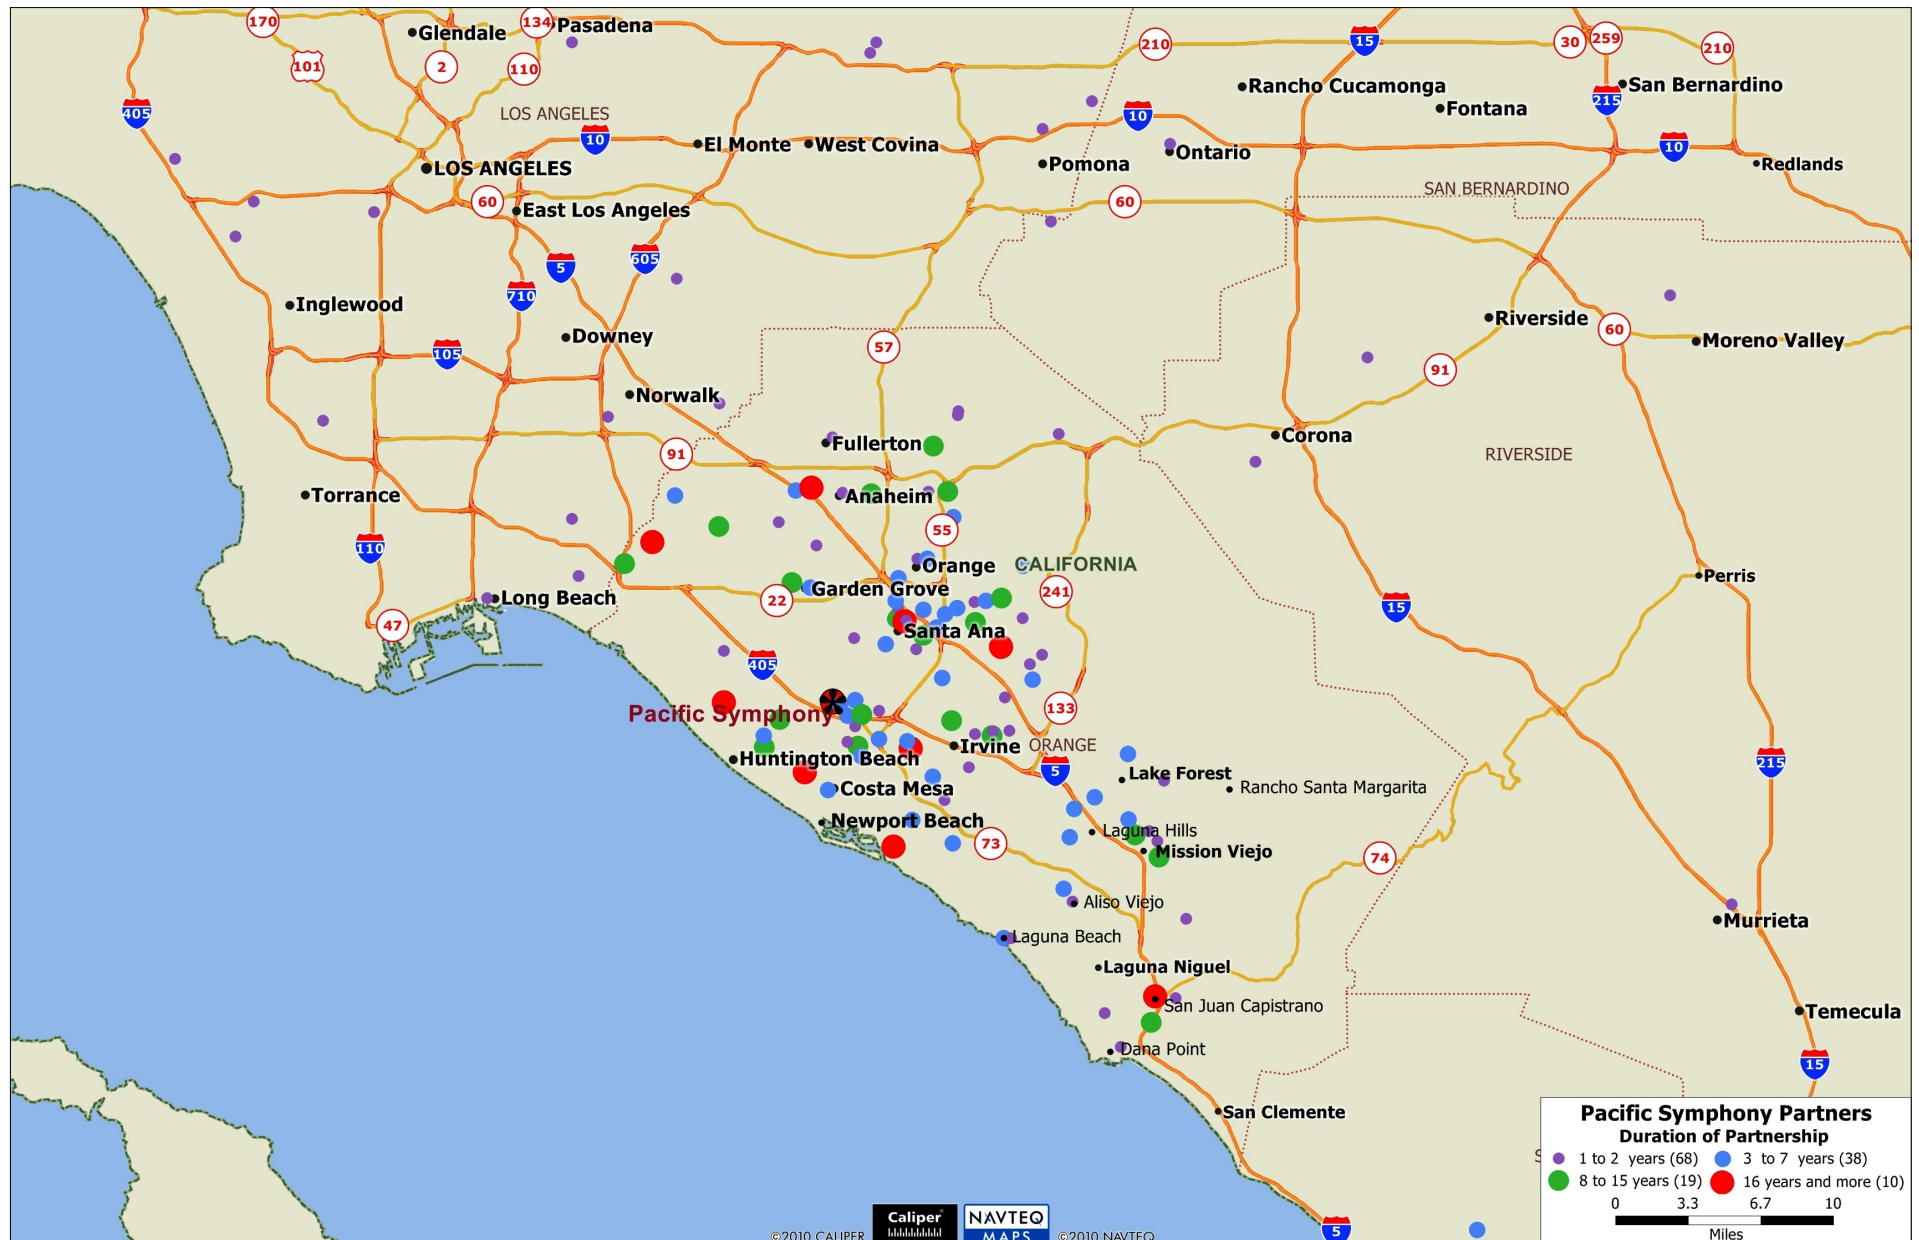 170
Glendale
134
Pasadena
101
2
110
210
15
30
259
210
405
LOS ANGELES
10
Rancho Cucamonga
Fontana
215
San Bernardino
10
El Monte
West Covina
Pomona
Ontario
10
Redlands
LOS ANGELES
60
East Los Angeles
60
SAN BERNARDINO
5
605
710
Inglewood
Downey
105
57
Riverside
60
Moreno Valley
91
Norwalk
Fullerton
91
Corona
RIVERSIDE
Torrance
Anaheim
110
55
Orange
CALIFORNIA
Garden Grove
22
241
Long Beach
47
Santa Ana
15
Perris
405
Pacific Symphony
133
Irvine
ORANGE
Huntington Beach
5
Lake Forest
Rancho Santa Margarita
215
Costa Mesa
Newport Beach
73
Laguna Hills
Mission Viejo
74
Aliso Viejo
Laguna Beach
Murrieta
Laguna Niguel
San Juan Capistrano
Temecula
Dana Point
15
San Clemente
Pacific Symphony Partners
Duration of Partnership
1 to 2 years (68)
3 to 7 years (38)
8 to 15 years (19)
16 years and more (10)
0 3.3 6.7 10
Miles
S
5
©2010 CALIPER
Caliper
NAVTEQ
MAPS
©2010 NAVTEQ